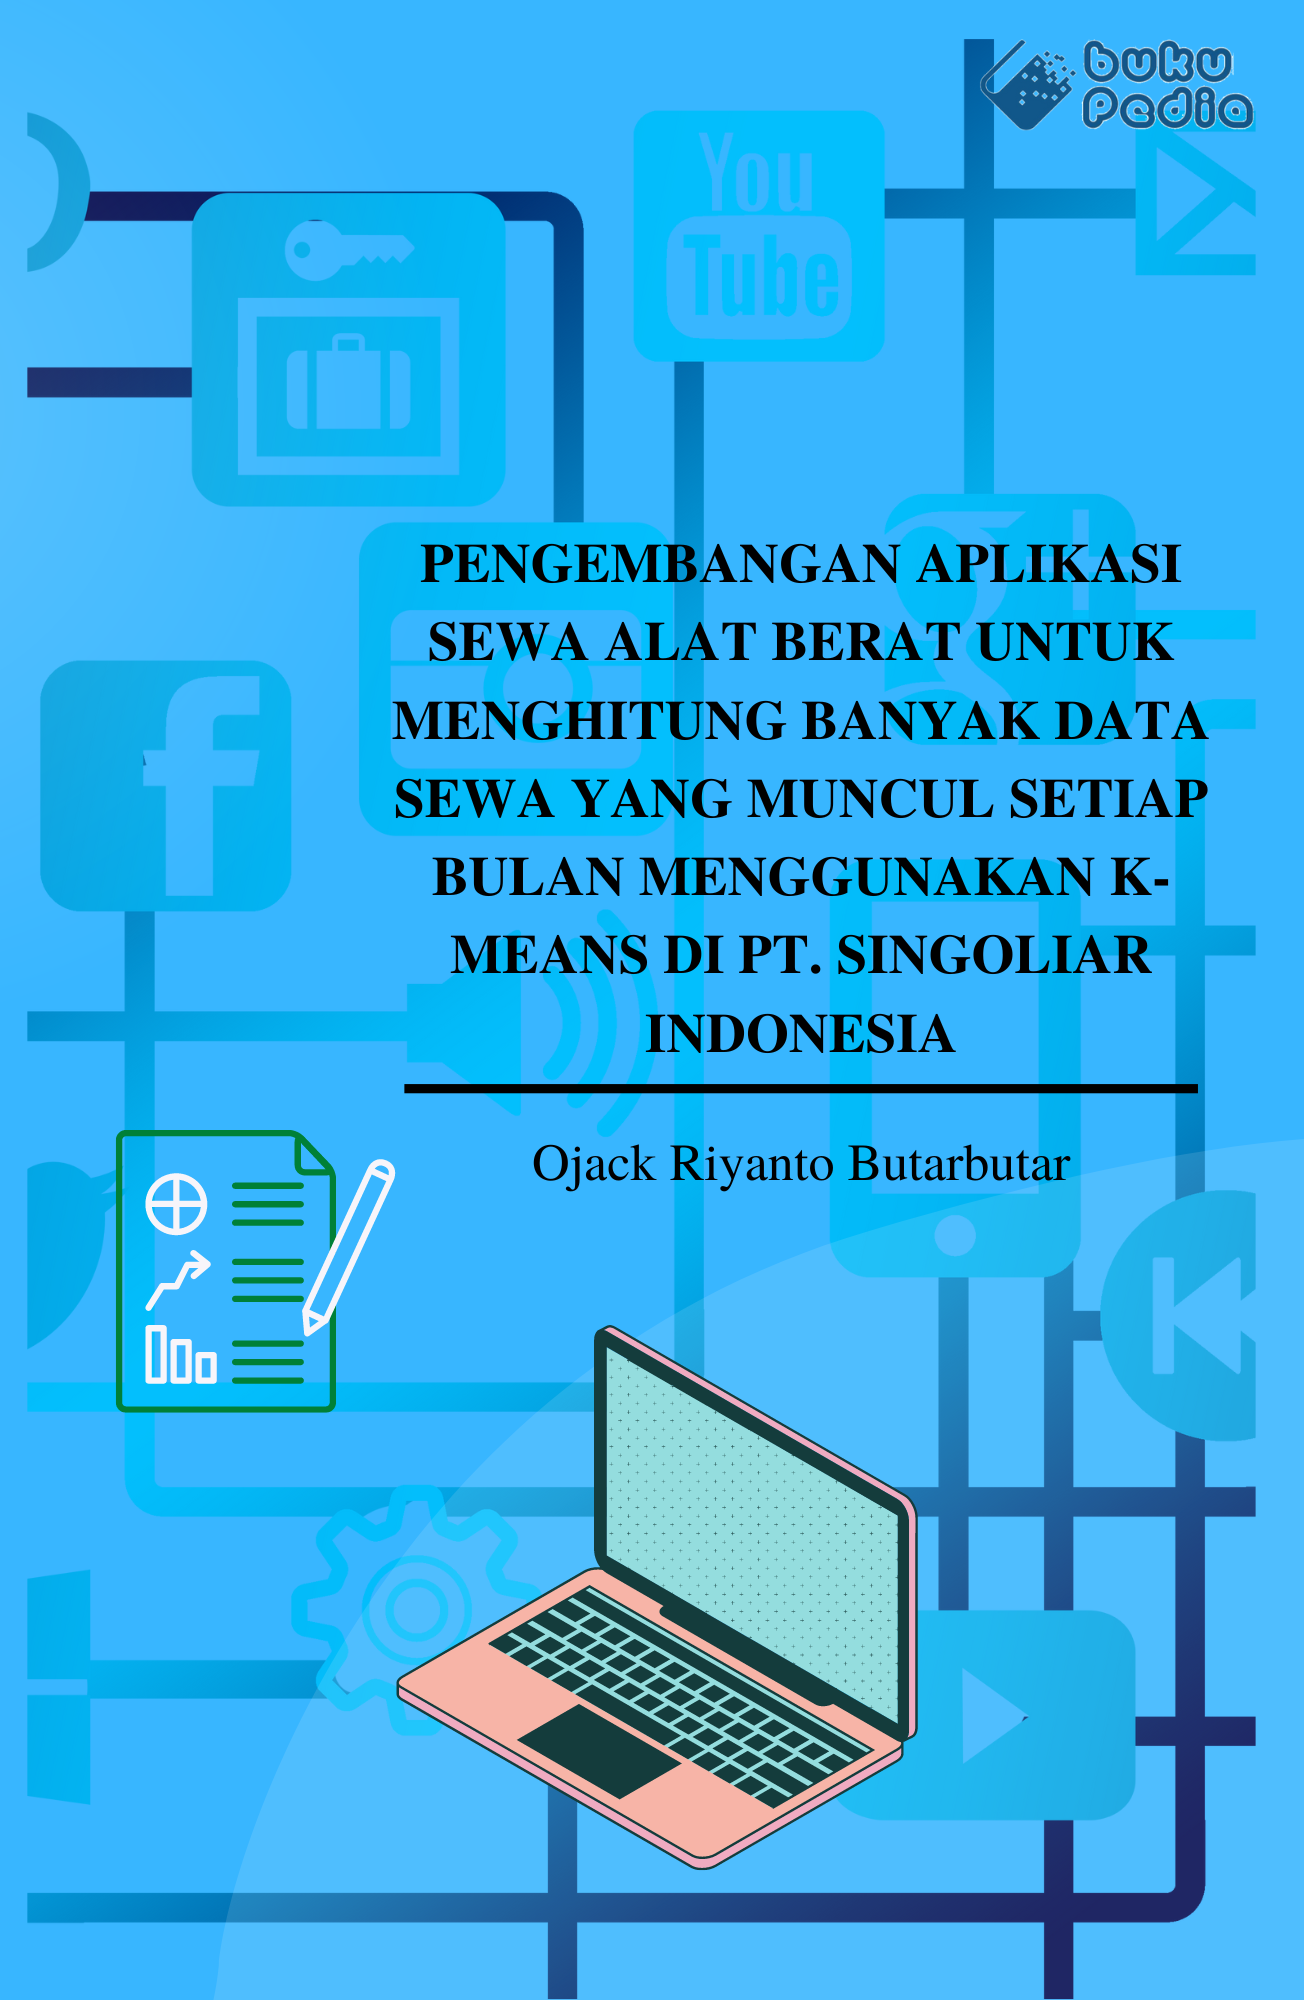 buku
Pedia
You
Tube
PENGEMBANGAN APLIKASI
SEWA ALAT BERAT UNTUK
MENGHITUNG BANYAK DATA
SEWA YANG MUNCUL SETIAP
BULAN MENGGUNAKAN K-
MEANS DI PT. SINGOLIAR
INDONESIA
Ojack Riyanto Butarbutar
f